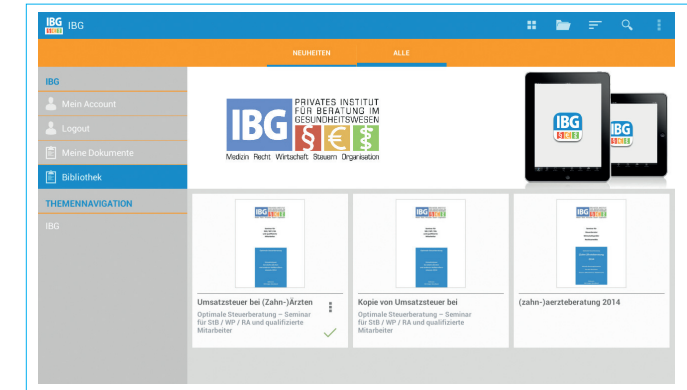 IBG
§ € $
IBG
NEUHEITEN
ALLE
IBG
Mein Account
Logout
Meine Dokumente
Bibliothek
THEMENNAVIGATION
IBG
PRIVATES INSTITUT
FÜR BERATUNG IM
GESUNDHEITSWESEN
IBG § € $
Medizin Recht Wirtschaft Steuern Organisation
IBG
IBG
IBG
Umsatzsteuer bei (Zahn-)Ärzten
Optimale Steuerberatung – Seminar
für StB / WP / RA und qualifizierte
Mitarbeiter
IBG
Kopie von Umsatzsteuer bei
Optimale Steuerberatung – Seminar
für StB / WP / RA und qualifizierte
Mitarbeiter
IBG
(zahn-)aerzteberatung 2014